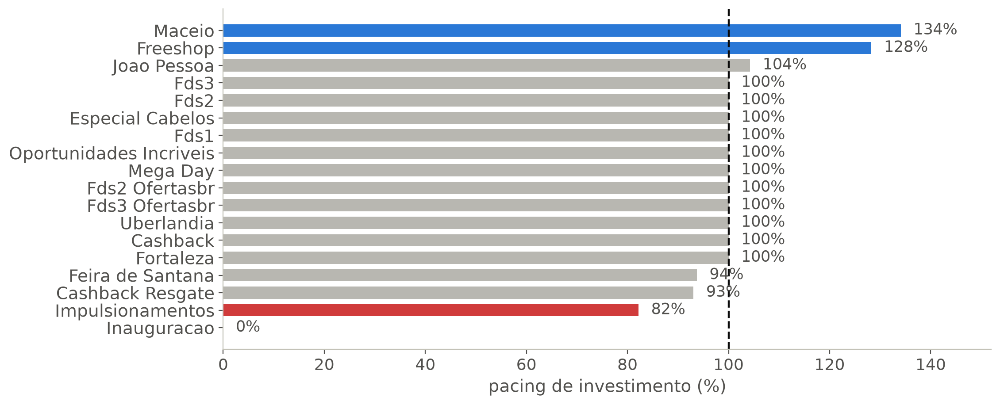 Maceio 134%
Freeshop 128%
Joao Pessoa 104%
Fds3 100%
Fds2 100%
Especial Cabelos 100%
Fds1 100%
Oportunidades Incriveis 100%
Mega Day 100%
Fds2 Ofertasbr 100%
Fds3 Ofertasbr 100%
Uberlandia 100%
Cashback 100%
Fortaleza 100%
Feira de Santana 94%
Cashback Resgate 93%
Impulsionamentos 82%
Inauguracao 0%
0 20 40 60 80 100 120 140
pacing de investimento (%)